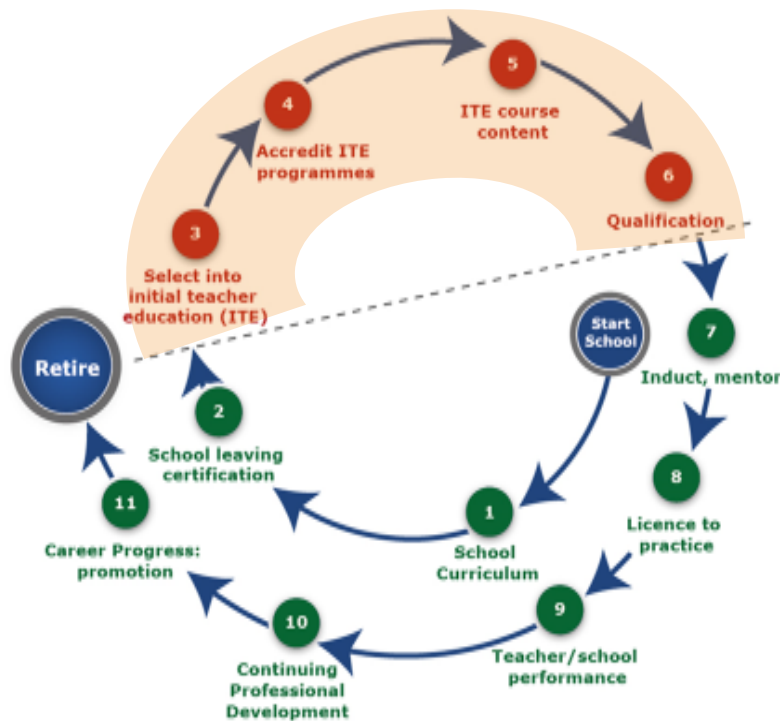 5
ITE course
content
4
Accredit ITE
programmes
6
Qualification
3
Select into
initial teacher
education (ITE)
Start
School
7
Induct, mentor
Retire
2
School leaving
certification
8
Licence to
practice
1
School
Curriculum
11
Career Progress:
promotion
9
Teacher/school
performance
10
Continuing
Professional
Development